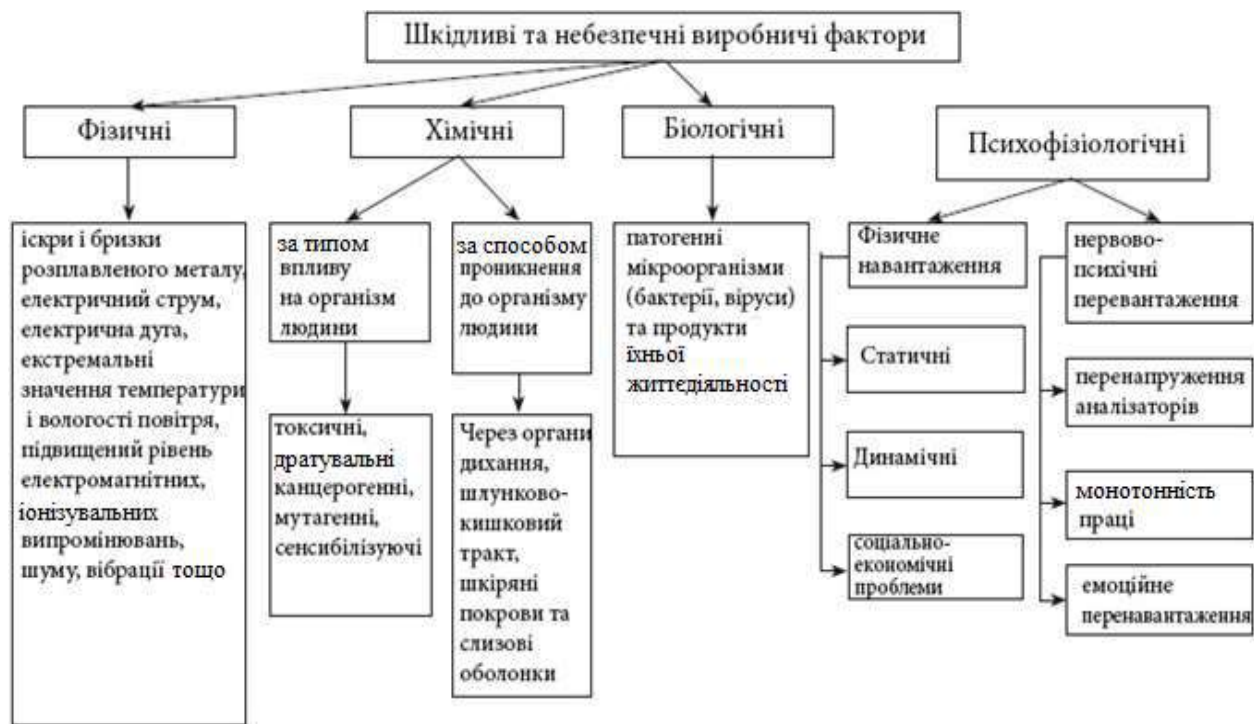 Шкідливі та небезпечні виробничі фактори
Фізичні
іскри і бризки
розплавленого металу,
електричний струм,
електрична дуга,
екстремальні
значення температури
і вологості повітря,
підвищений рівень
електромагнітних,
іонізувальних
випромінювань,
шуму, вібрації тощо
Хімічні
за типом
впливу
на організм
людини
токсичні,
дратувальні
канцерогенні,
мутагенні,
сенсибілізуючі
за способом
проникнення
до організму
людини
Через органи
дихання,
шлунково-
кишковий
тракт,
шкіряні
покрови та
слизові
оболонки
Біологічні
патогенні
мікроорганізми
(бактерії, віруси)
та продукти
їхньої
життєдіяльності
Психофізіологічні
Фізичне
навантаження
Статичні
Динамічні
соціально-
економічні
проблеми
нервово-
психічні
перевантаження
перенапруження
аналізаторів
монотонність
праці
емоційне
перенавантаження